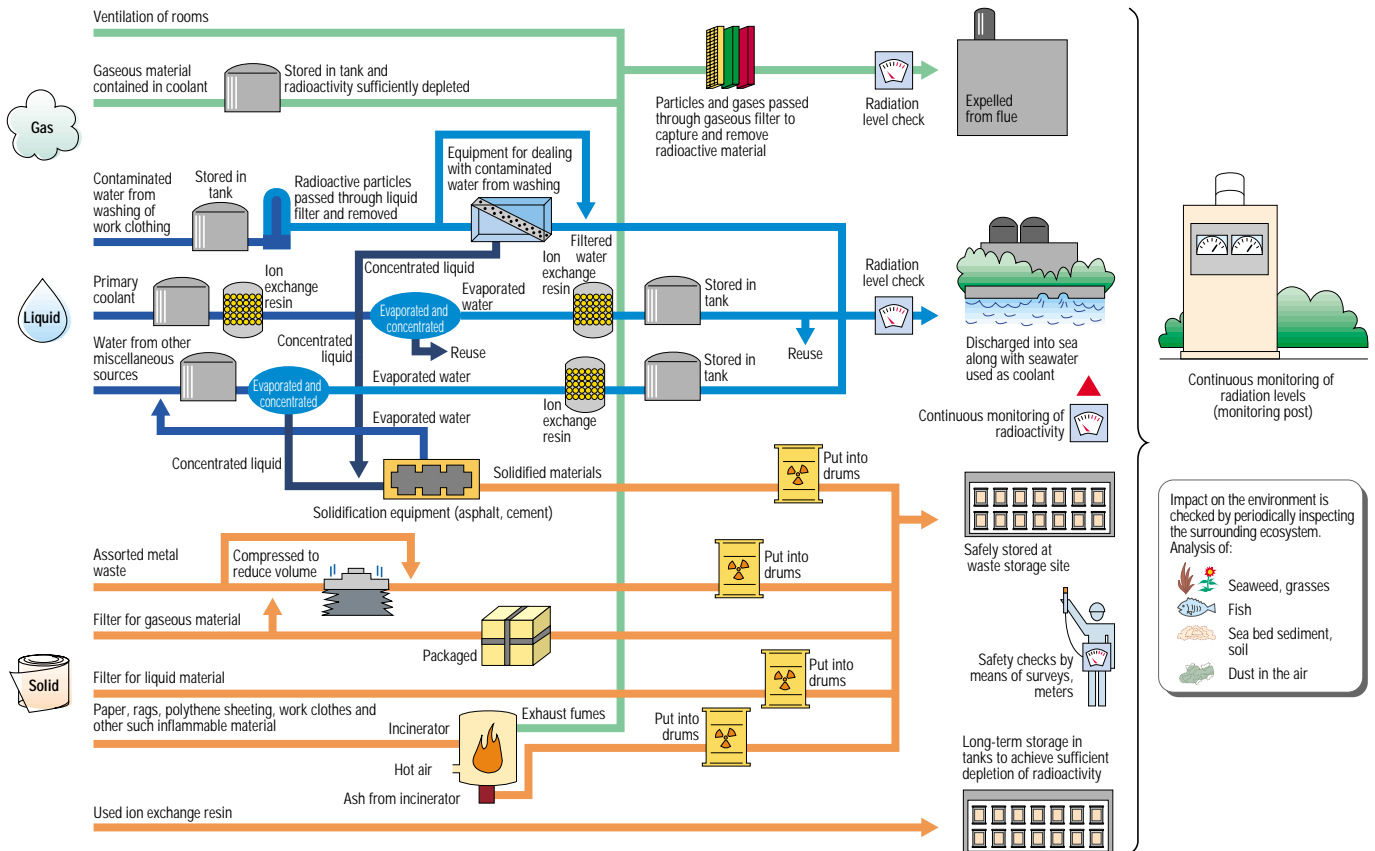 Ventilation of rooms
Gaseous material
contained in coolant
Stored in tank and
radioactivity sufficiently depleted
Gas
Particles and gases passed
through gaseous filter to
capture and remove
radioactive material
Radiation
level check
Expelled
from flue
Contaminated
water from
washing of
work clothing
Stored in
tank
Radioactive particles
passed through liquid
filter and removed
Equipment for dealing
with contaminated
water from washing
Filtered
water
Concentrated liquid
Liquid
Primary
coolant
Ion
exchange
resin
Evaporated and
concentrated
Reuse
Evaporated
water
Ion
exchange
resin
Stored in
tank
Reuse
Radiation
level check
Discharged into sea
along with seawater
used as coolant
Continuous monitoring of
radioactivity
Water from other
miscellaneous
sources
Evaporated and
concentrated
Concentrated
liquid
Evaporated water
Ion
exchange
resin
Stored in
tank
Evaporated water
Concentrated liquid
Solidification equipment (asphalt, cement)
Solidified materials
Put into
drums
Safely stored at
waste storage site
Solid
Assorted metal
waste
Compressed to
reduce volume
Put into
drums
Filter for gaseous material
Packaged
Filter for liquid material
Put into
drums
Paper, rags, polythene sheeting, work clothes and
other such inflammable material
Incinerator
Exhaust fumes
Hot air
Ash from incinerator
Put into
drums
Safety checks by
means of surveys,
meters
Used ion exchange resin
Long-term storage in
tanks to achieve sufficient
depletion of radioactivity
Continuous monitoring of
radiation levels
(monitoring post)
Impact on the environment is
checked by periodically inspecting
the surrounding ecosystem.
Analysis of:
Seaweed, grasses
Fish
Sea bed sediment,
soil
Dust in the air